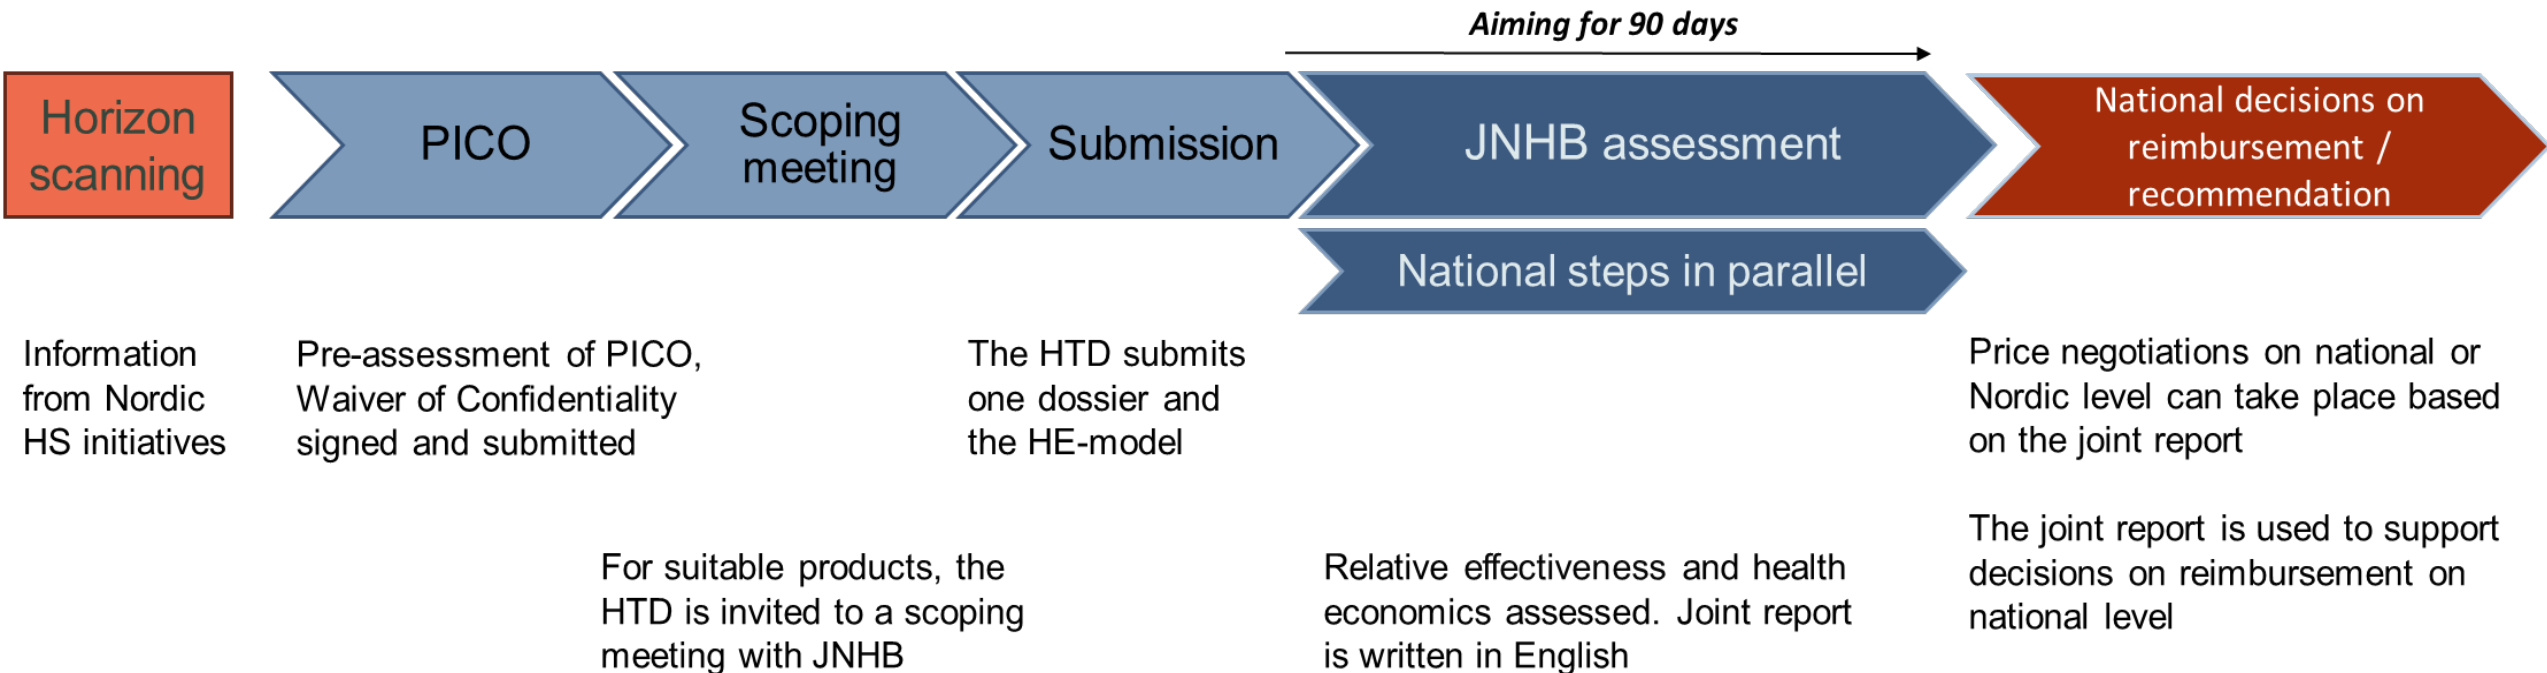 Aiming for 90 days
Horizon
scanning
PICO
Scoping
meeting
Submission
JNHB assessment
National decisions on
reimbursement /
recommendation
National steps in parallel
Information
from Nordic
HS initiatives
Pre-assessment of PICO,
Waiver of Confidentiality
signed and submitted
For suitable products, the
HTD is invited to a scoping
meeting with JNHB
The HTD submits
one dossier and
the HE-model
Relative effectiveness and health
economics assessed. Joint report
is written in English
Price negotiations on national or
Nordic level can take place based
on the joint report
The joint report is used to support
decisions on reimbursement on
national level